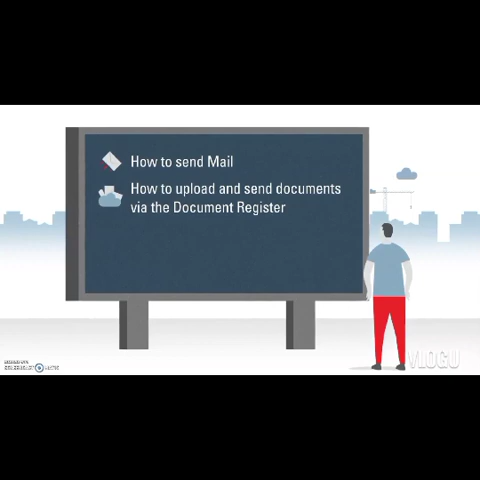 How to send Mail
How to upload and send documents
via the Document Register
VLOGU